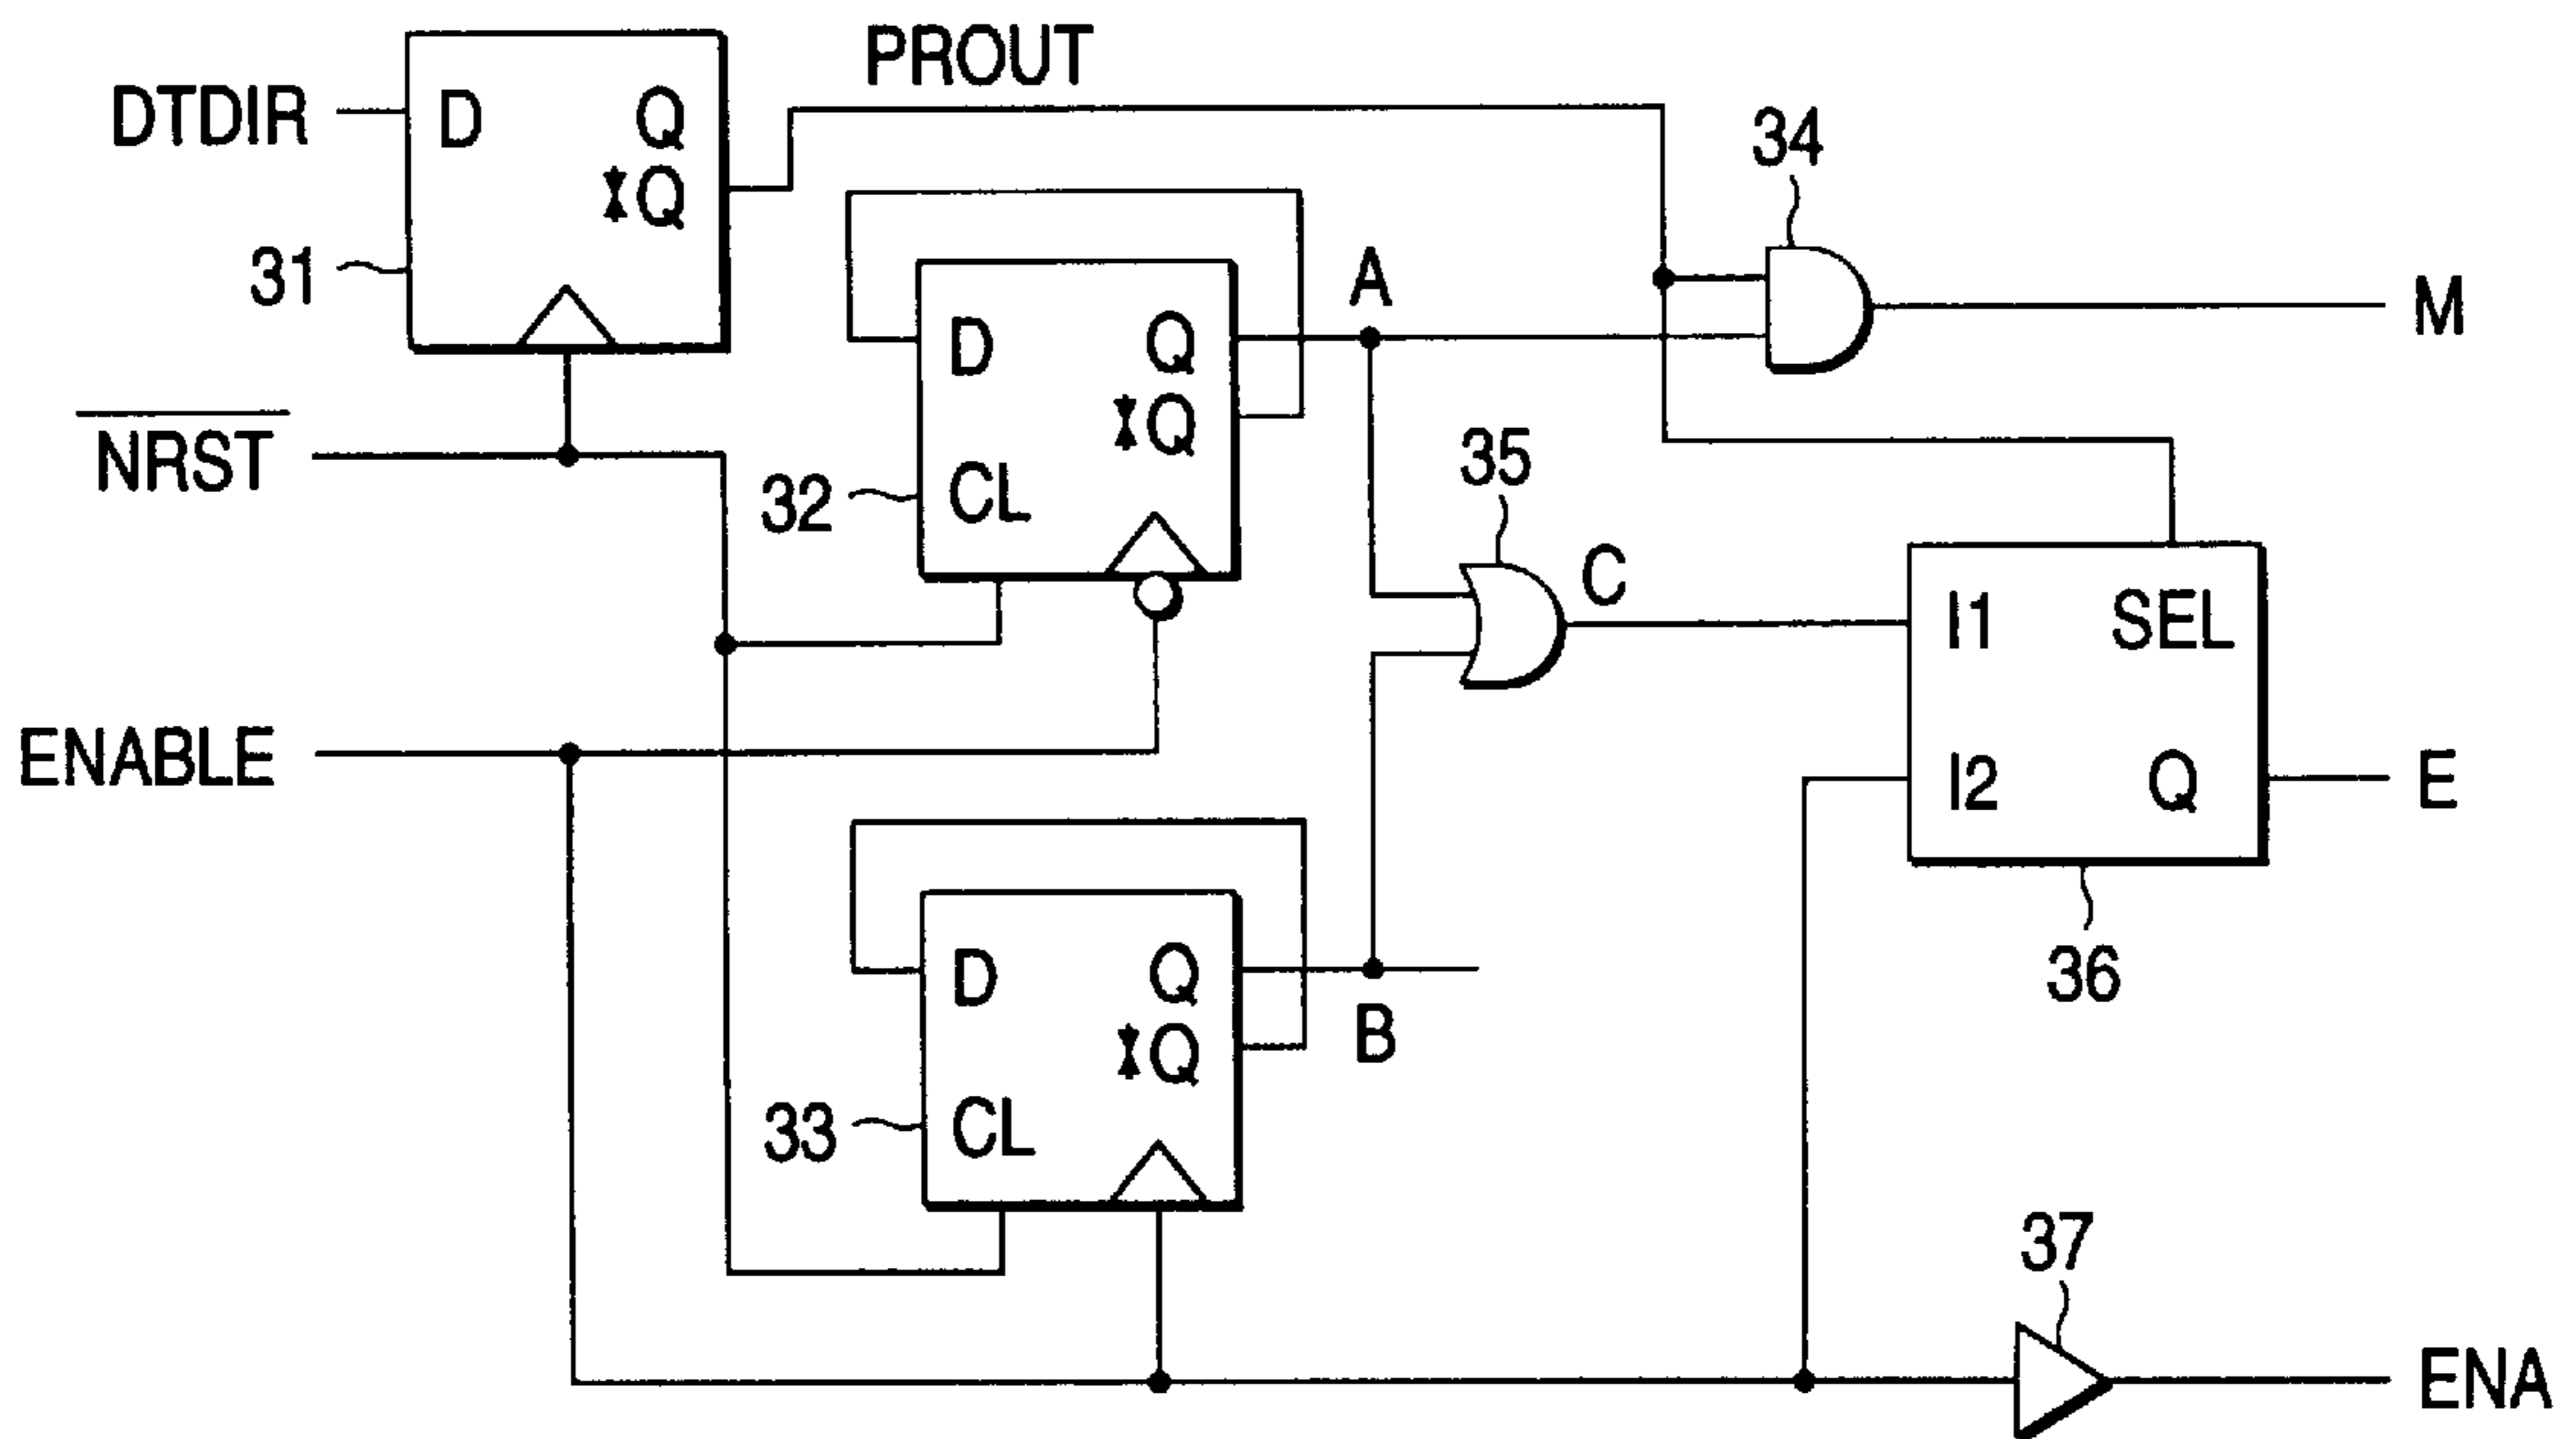 PROUT
DTDIR
D Q
*Q
31
34
A
M
NRST
D Q
*Q
32
CL
35
C
I1 SEL
ENABLE
I2 Q
E
36
D Q
*Q
B
33
CL
37
ENA